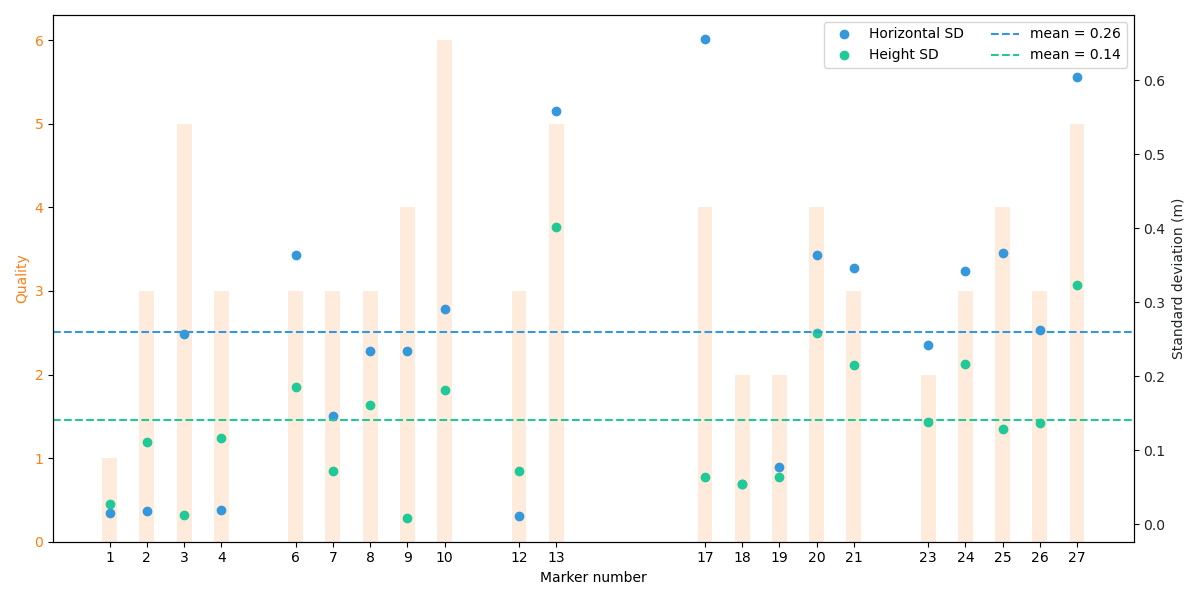 Horizontal SD
Height SD
mean = 0.26
mean = 0.14
Quality
6
5
4
3
2
1
0
Standard deviation (m)
0.6
0.5
0.4
0.3
0.2
0.1
0.0
1 2 3 4 6 7 8 9 10 12 13 17 18 19 20 21 23 24 25 26 27
Marker number